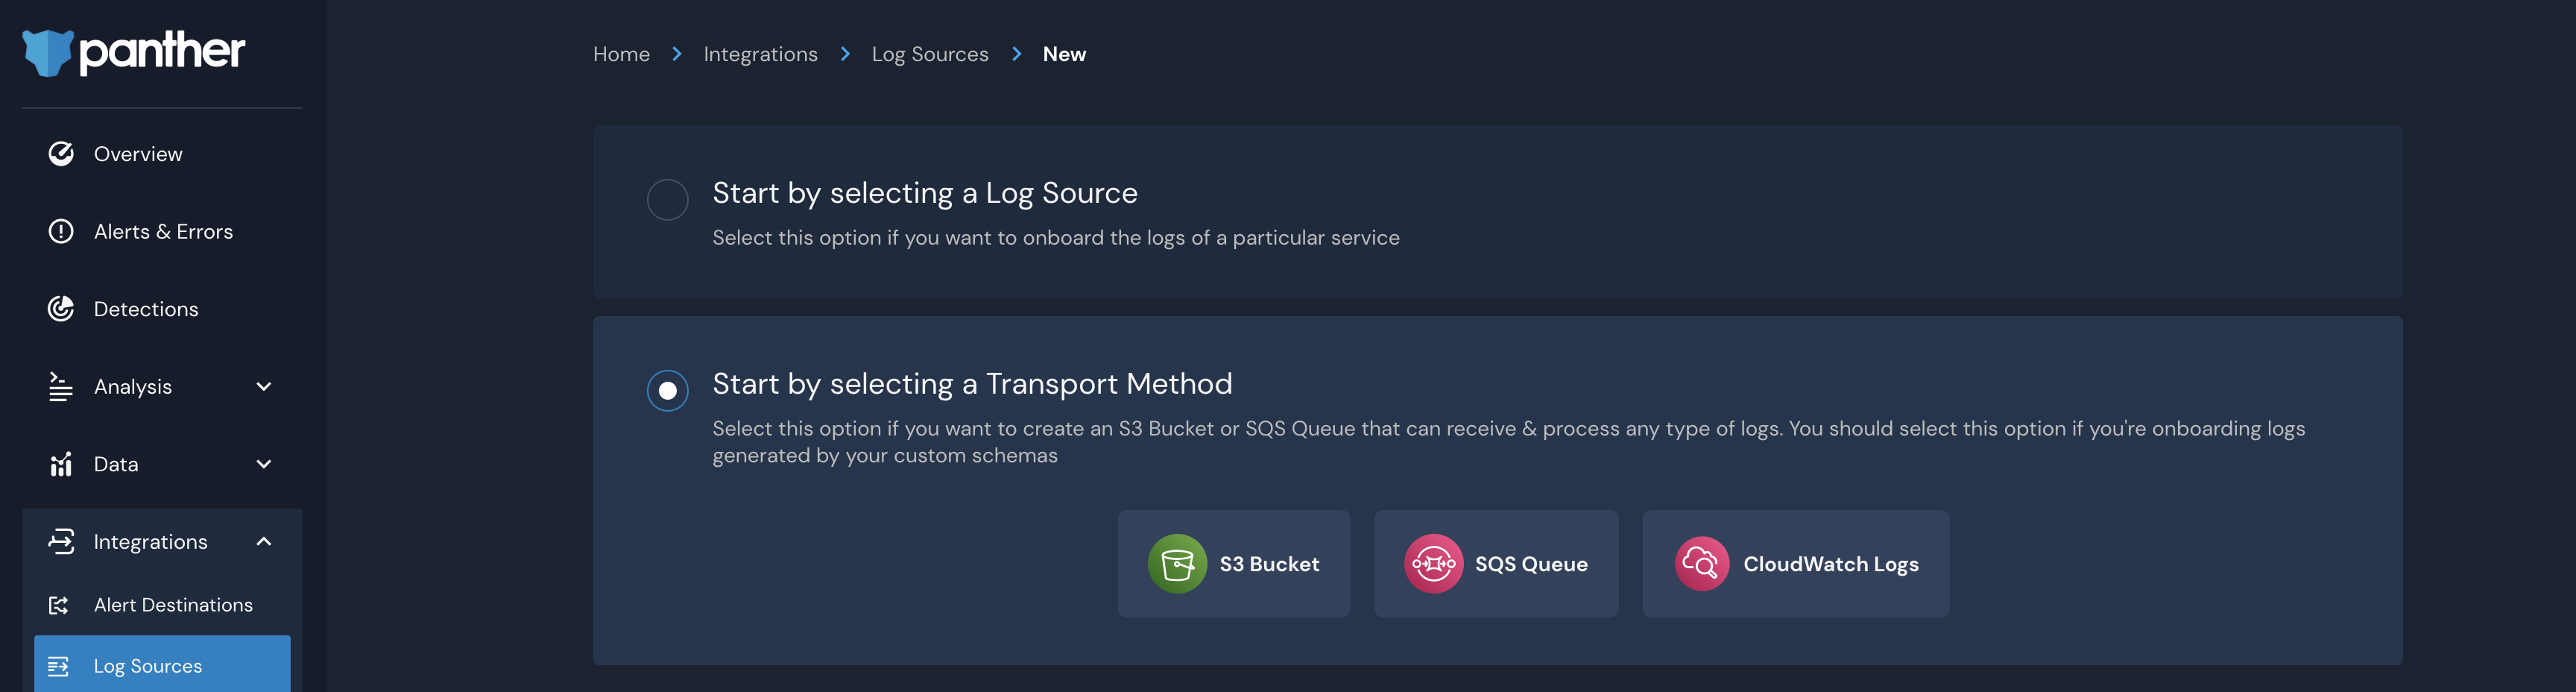 panther
Overview
Alerts & Errors
Detections
Analysis
Data
Integrations
Alert Destinations
Log Sources
Home > Integrations > Log Sources > New
Start by selecting a Log Source
Select this option if you want to onboard the logs of a particular service
Start by selecting a Transport Method
Select this option if you want to create an S3 Bucket or SQS Queue that can receive & process any type of logs. You should select this option if you're onboarding logs
generated by your custom schemas
S3 Bucket
SQS Queue
CloudWatch Logs